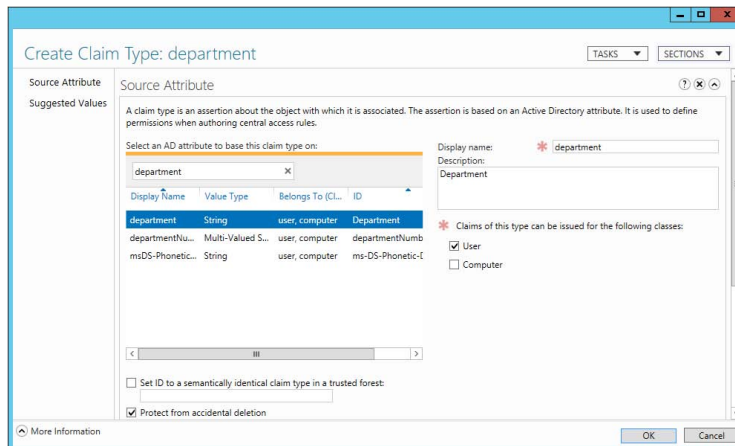 Create Claim Type: department
TASKS
SECTIONS
Source Attribute
Suggested Values
Source Attribute
A claim type is an assertion about the object with which it is associated. The assertion is based on an Active Directory attribute. It is used to define
permissions when authoring central access rules.
Select an AD attribute to base this claim type on:
department
Display Name Value Type Belongs To (Cl... ID
department String user, computer Department
departmentNu... Multi-Valued S... user, computer departmentNumb
msDS-Phonetic... String user, computer ms-DS-Phonetic-D
Set ID to a semantically identical claim type in a trusted forest:
Protect from accidental deletion
Display name: * department
Description:
Department
* Claims of this type can be issued for the following classes:
User
Computer
More Information
OK Cancel